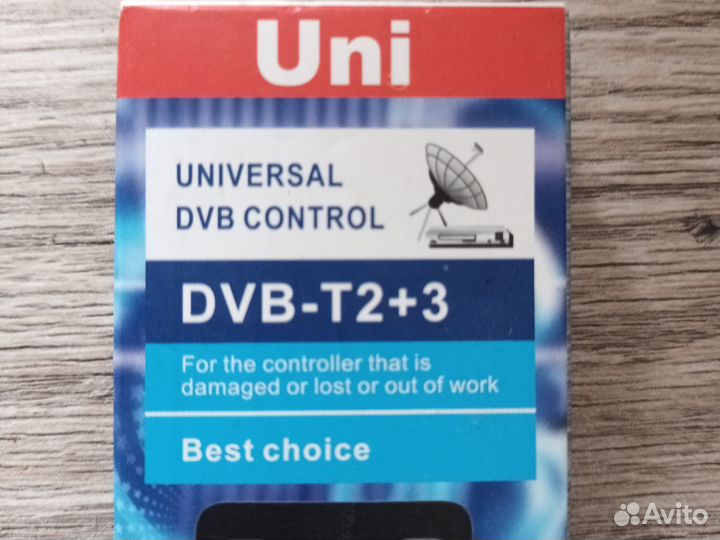 Uni
UNIVERSAL
DVB CONTROL
DVB-T2+3
For the controller that is
damaged or lost or out of work
Best choice
Avito